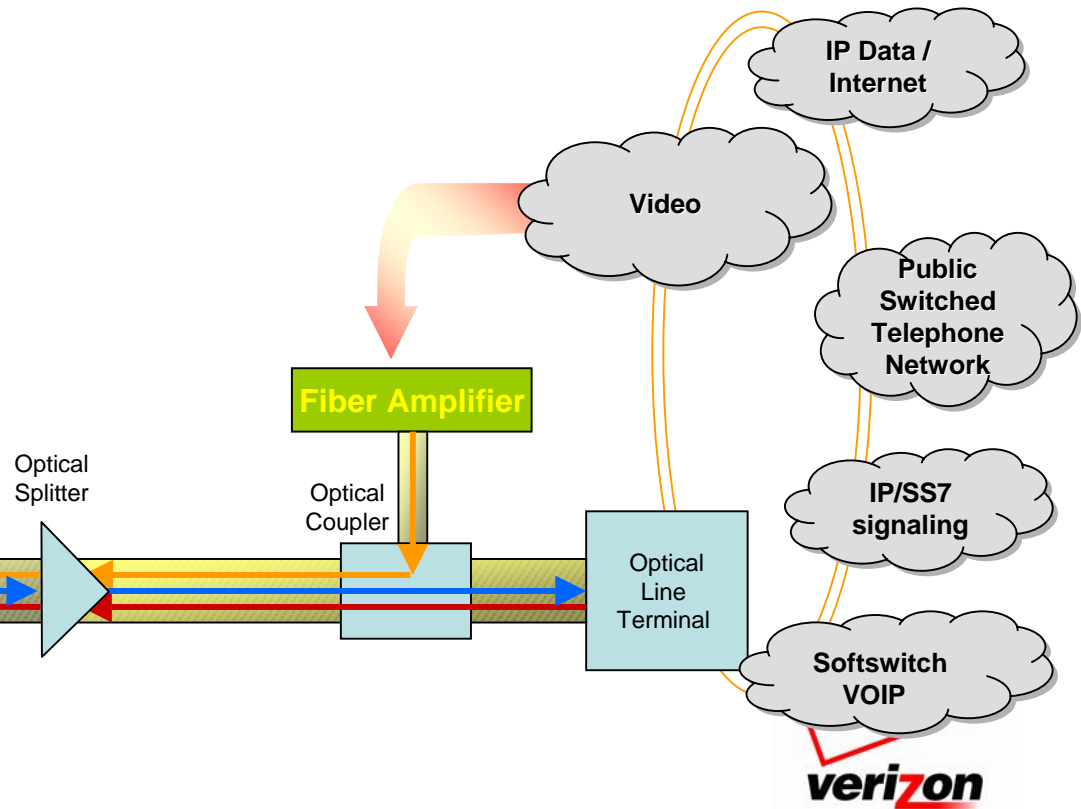 IP Data /
Internet
Video
Public
Switched
Telephone
Network
Fiber Amplifier
Optical
Splitter
Optical
Coupler
IP/SS7
signaling
Optical
Line
Terminal
Softswitch
VOIP
verizon